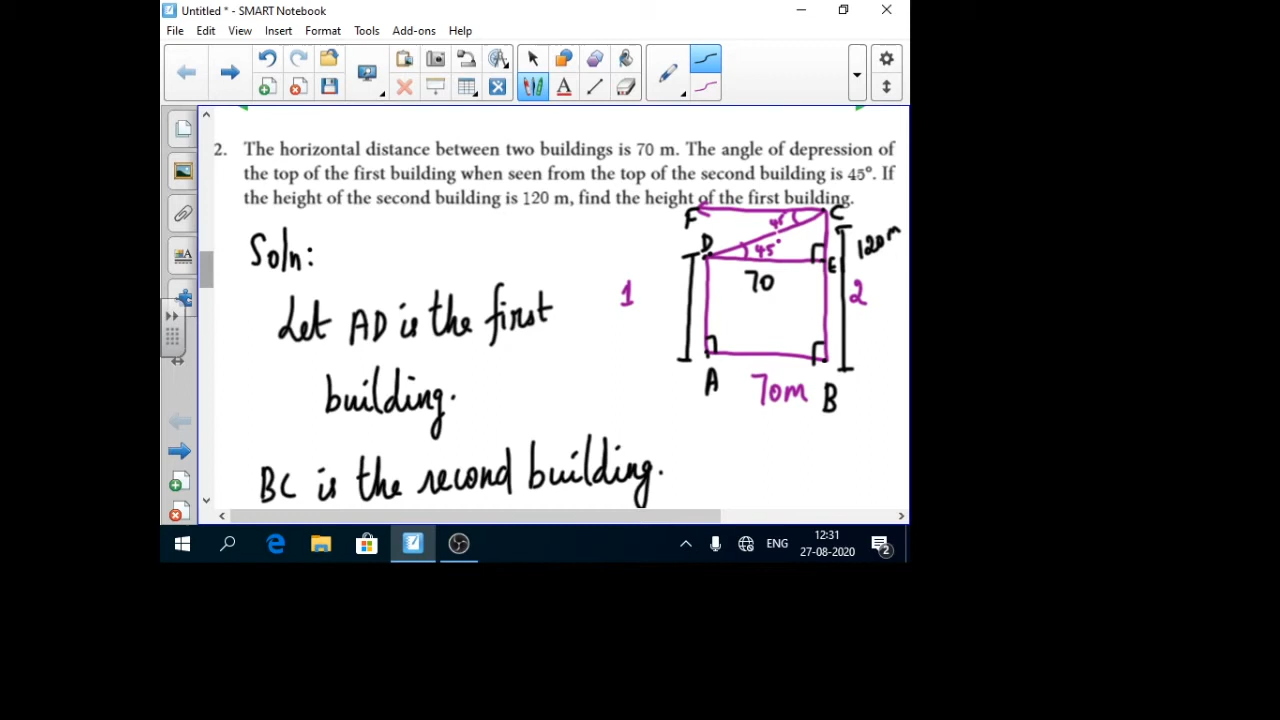 Untitled * - SMART Notebook
File Edit View Insert Format Tools Add-ons Help
2. The horizontal distance between two buildings is 70 m. The angle of depression of
the top of the first building when seen from the top of the second building is 45°. If
the height of the second building is 120 m, find the height of the first building.
F C
45°
D 45° E 120m
70
1 2
A 70m B
Soln:
Let AD is the first
building.
BC is the second building.
ENG
12:31
27-08-2020
2